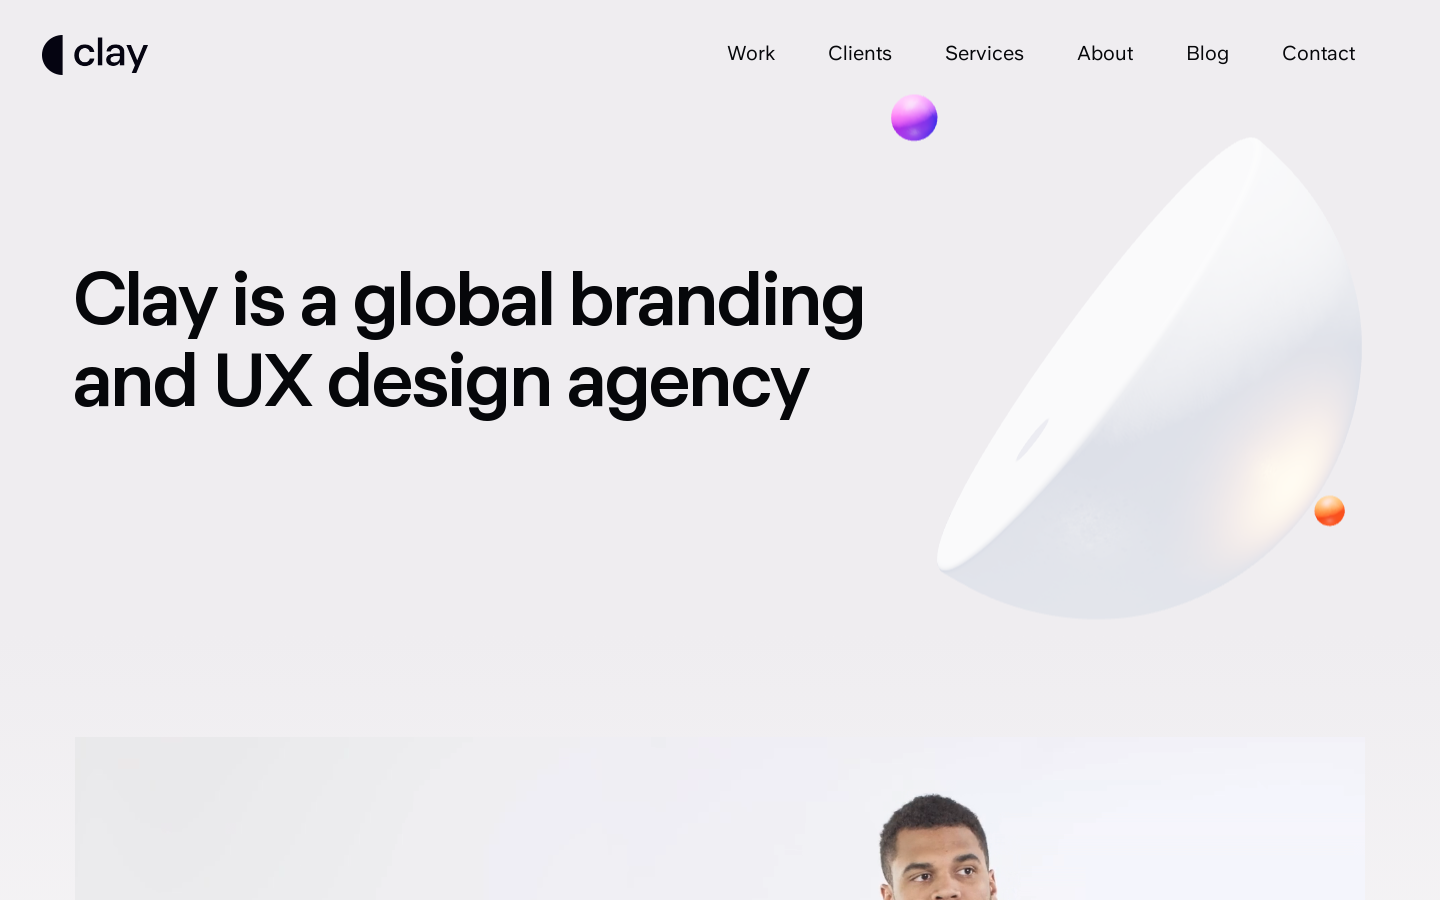 clay
Work Clients Services About Blog Contact
Clay is a global branding
and UX design agency